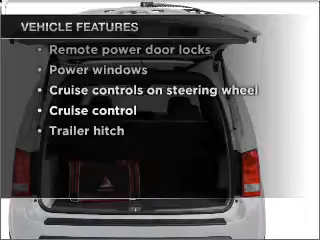 VEHICLE FEATURES
• Remote power door locks
• Power windows
• Cruise controls on steering wheel
• Cruise control
• Trailer hitch